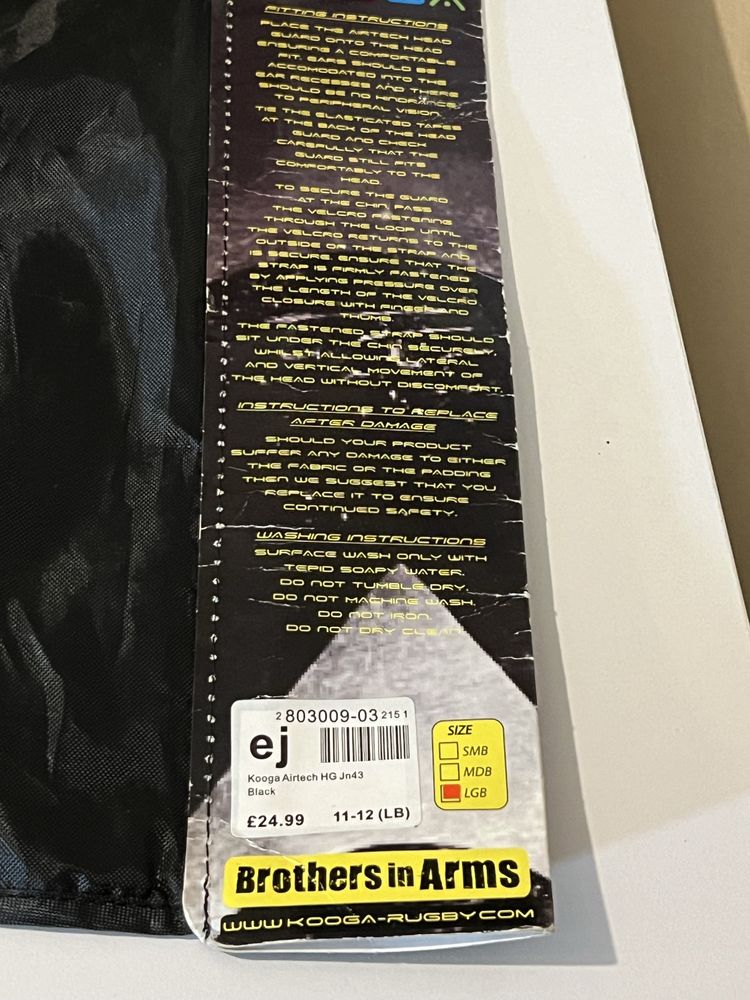 FITTING INSTRUCTIONS
PLACE THE AIRTECH HEAD
GUARD ONTO THE HEAD
ENSURING A COMFORTABLE
FIT. EARS SHOULD BE
ACCOMODATED INTO THE
EAR RECESSES AND THERE
SHOULD BE NO HINDRANCE
TO PERIPHERAL VISION.
TIE THE ELASTICATED TAPES
AT THE BACK OF THE HEAD
GUARD AND CHECK
CAREFULLY THAT THE
GUARD STILL FITS
COMFORTABLY TO THE
HEAD.
TO SECURE THE GUARD
AT THE CHIN PASS
THE VELCRO FASTENING
THROUGH THE LOOP UNTIL
THE VELCRO RETURNS TO THE
OUTSIDE OF THE STRAP AND
IS SECURE ENSURE THAT THE
STRAP IS FIRMLY FASTENED
BY APPLYING PRESSURE OVER
THE LENGTH OF THE VELCRO
CLOSURE WITH FINGER AND
THUMB.
THE FASTENED STRAP SHOULD
SIT UNDER THE CHIN SECURELY,
WHILST ALLOWING LATERAL
AND VERTICAL MOVEMENT OF
THE HEAD WITHOUT DISCOMFORT.
INSTRUCTIONS TO REPLACE
AFTER DAMAGE
SHOULD YOUR PRODUCT
SUFFER ANY DAMAGE TO EITHER
THE FABRIC OR THE PADDING
THEN WE SUGGEST THAT YOU
REPLACE IT TO ENSURE
CONTINUED SAFETY.
WASHING INSTRUCTIONS
SURFACE WASH ONLY WITH
TEPID SOAPY WATER.
DO NOT TUMBLE DRY.
DO NOT MACHINE WASH.
DO NOT IRON.
DO NOT DRY CLEAN
2 803009-03 215 1
ej
Kooga Airtech HG Jn43
Black
£24.99 11-12 (LB)
SIZE
SMB
MDB
LGB
Brothers in Arms
WWW.KOOGA-RUGBY.COM